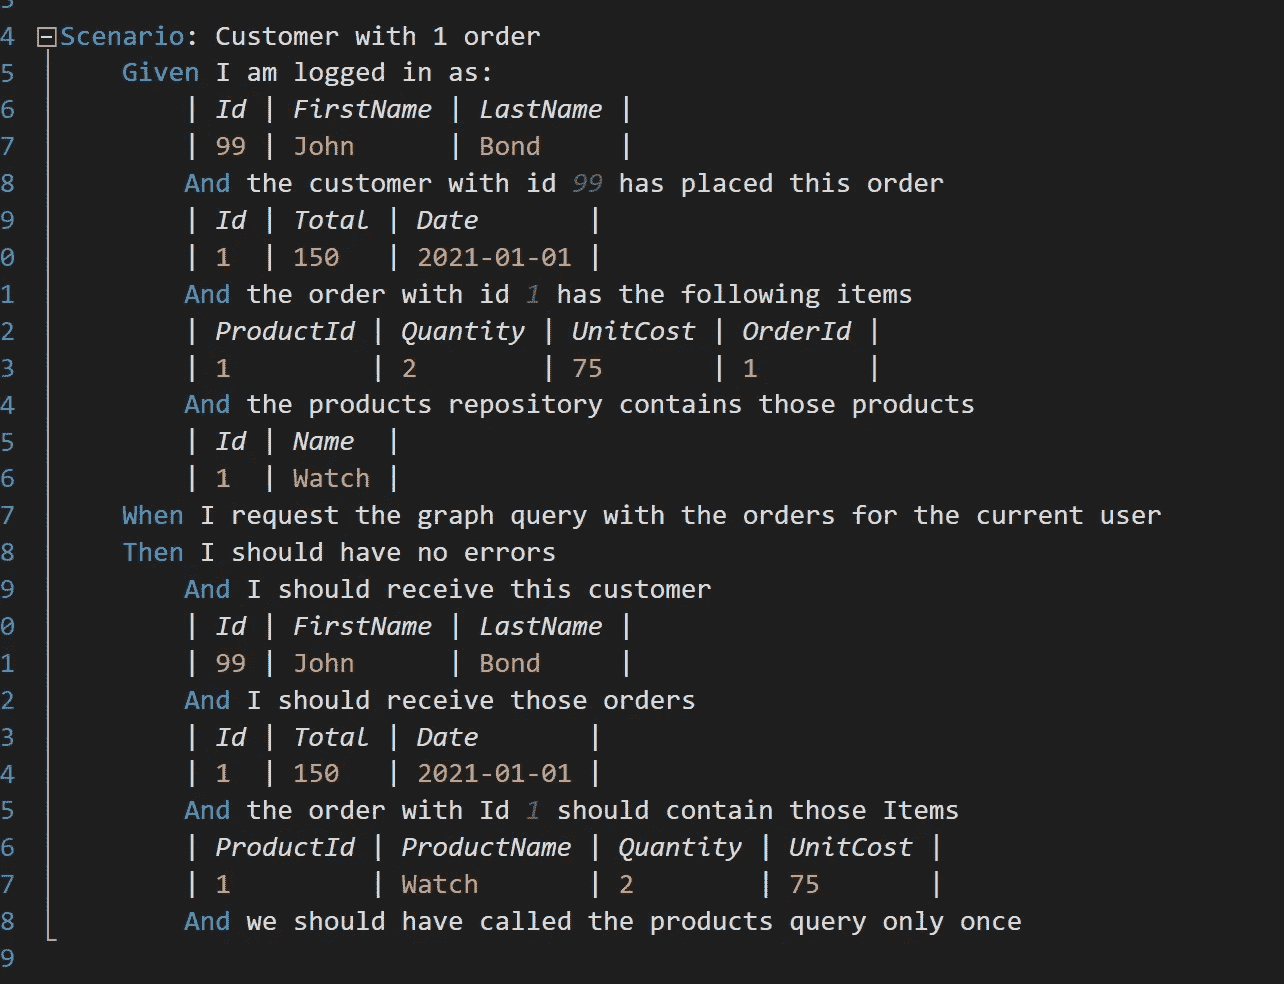 4 Scenario: Customer with 1 order
5 Given I am logged in as:
6 | Id | FirstName | LastName |
7 | 99 | John | Bond |
8 And the customer with id 99 has placed this order
9 | Id | Total | Date |
0 | 1 | 150 | 2021-01-01 |
1 And the order with id 1 has the following items
2 | ProductId | Quantity | UnitCost | OrderId |
3 | 1 | 2 | 75 | 1 |
4 And the products repository contains those products
5 | Id | Name |
6 | 1 | Watch |
7 When I request the graph query with the orders for the current user
8 Then I should have no errors
9 And I should receive this customer
0 | Id | FirstName | LastName |
1 | 99 | John | Bond |
2 And I should receive those orders
3 | Id | Total | Date |
4 | 1 | 150 | 2021-01-01 |
5 And the order with Id 1 should contain those Items
6 | ProductId | ProductName | Quantity | UnitCost |
7 | 1 | Watch | 2 | 75 |
8 And we should have called the products query only once
9